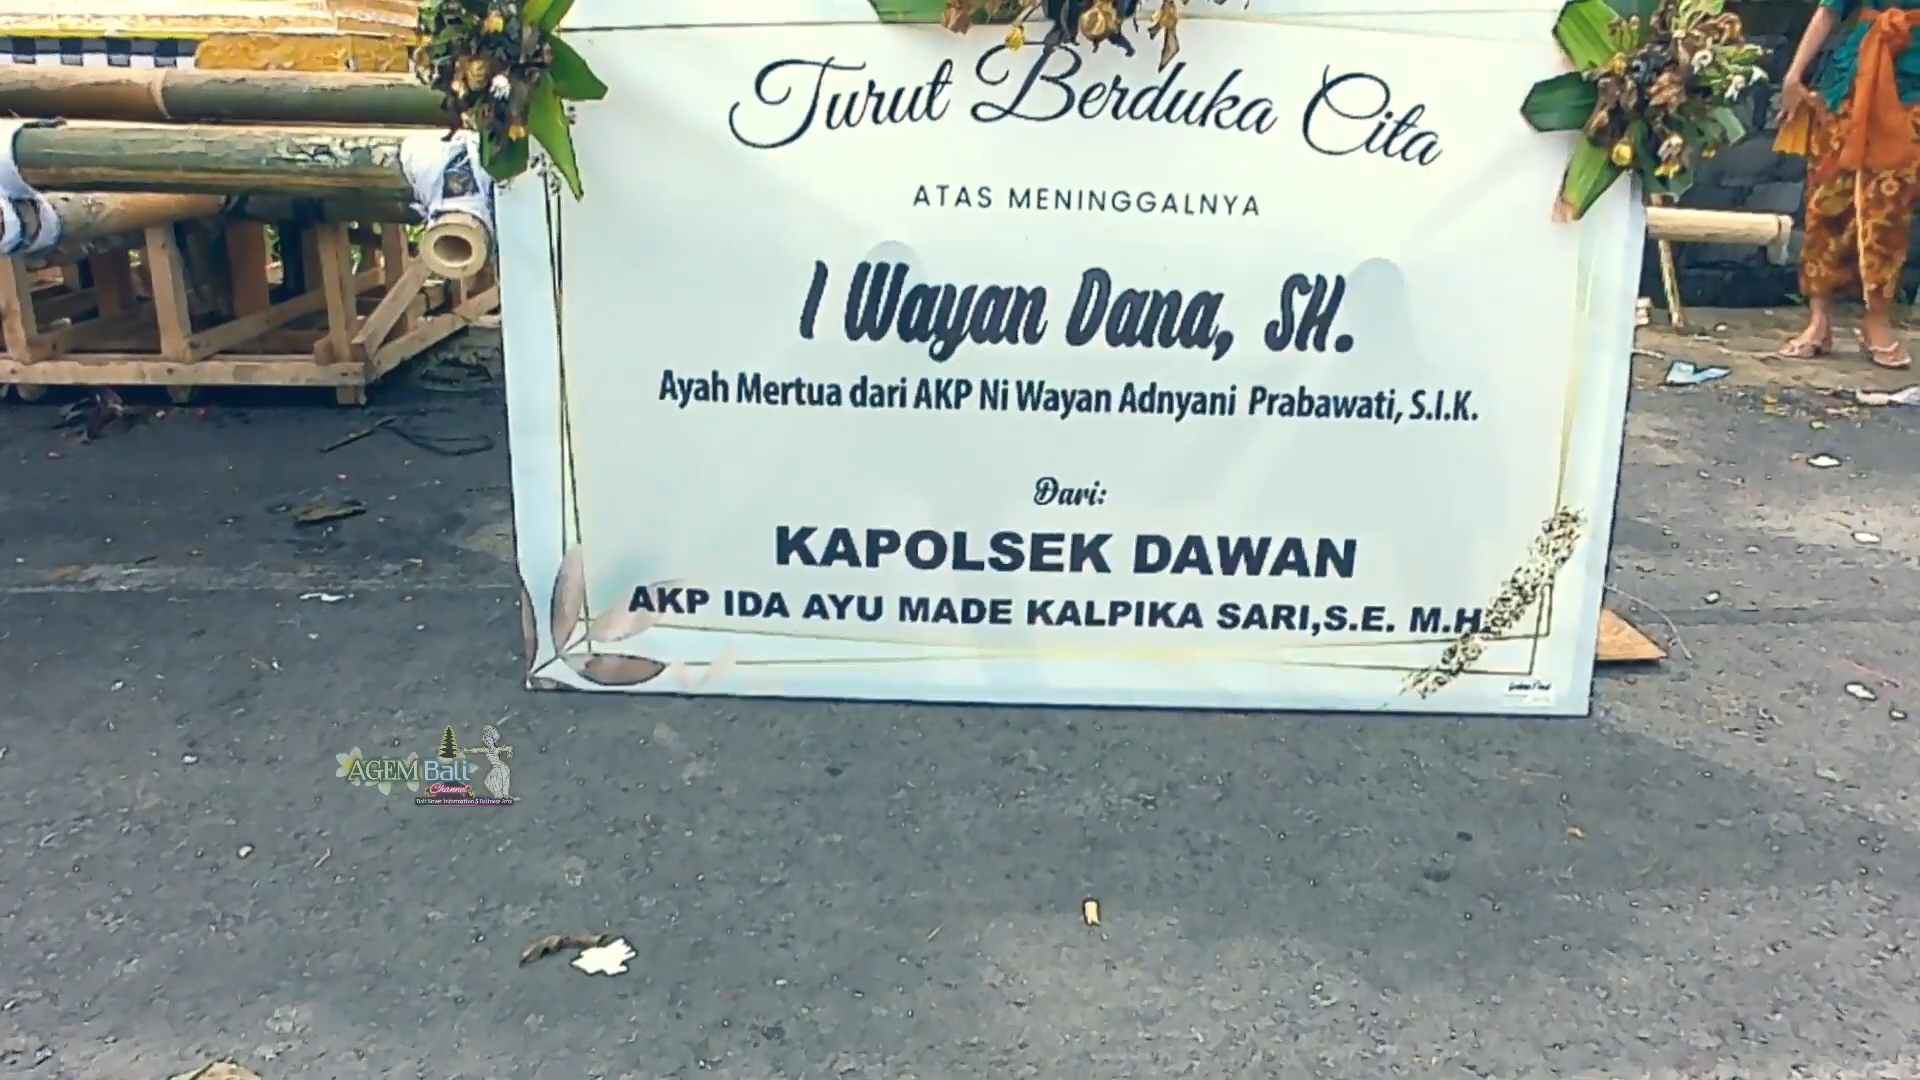 Turut Berduka Cita
ATAS MENINGGALNYA
I Wayan Dana, SH.
Ayah Mertua dari AKP Ni Wayan Adnyani Prabawati, S.I.K.
Dari:
KAPOLSEK DAWAN
AKP IDA AYU MADE KALPIKA SARI,S.E. M.H.
AGEM Bali
Channel